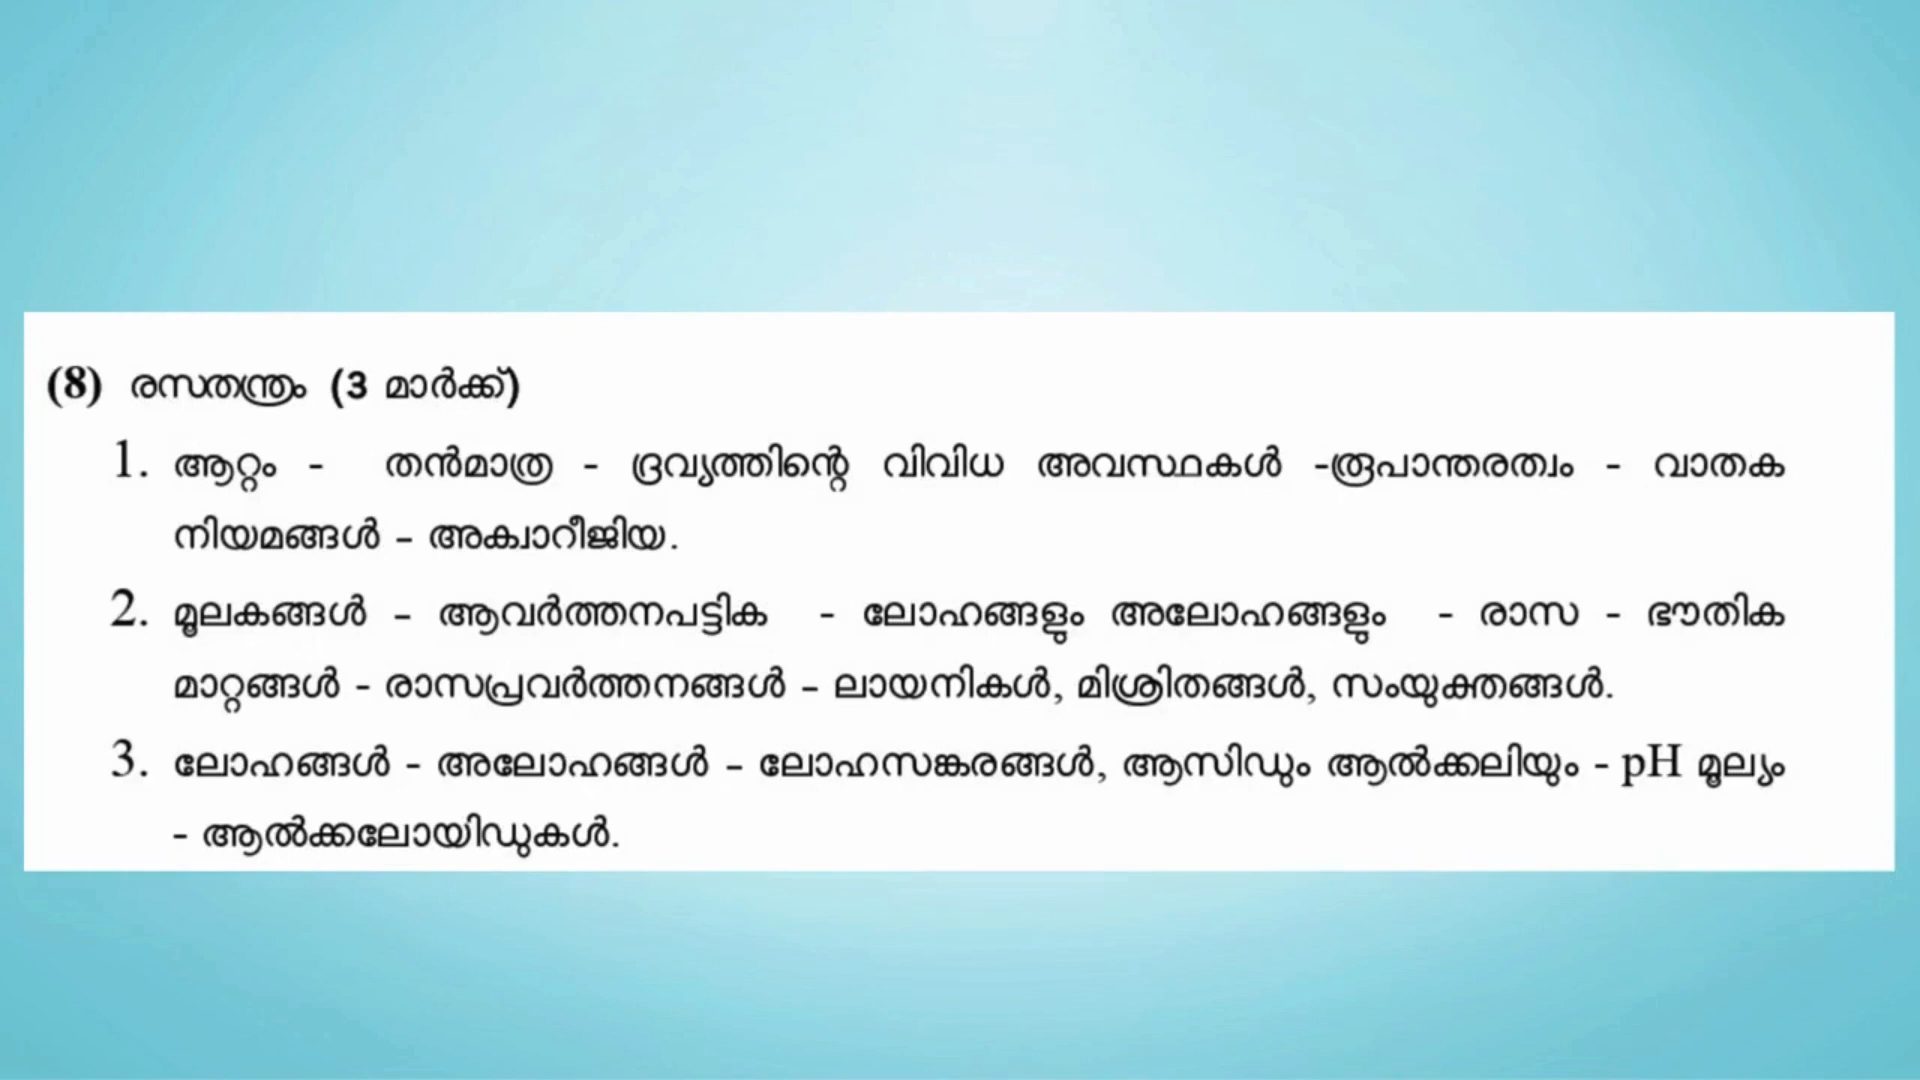 (8) രസതന്ത്രം (3 മാർക്ക്)
1. ആറ്റം - തൻമാത്ര - ദ്രവ്യത്തിന്റെ വിവിധ അവസ്ഥകൾ -രൂപാന്തരത്വം - വാതക
നിയമങ്ങൾ – അക്വാറീജിയ.
2. മൂലകങ്ങൾ – ആവർത്തനപട്ടിക - ലോഹങ്ങളും അലോഹങ്ങളും - രാസ - ഭൗതിക
മാറ്റങ്ങൾ - രാസപ്രവർത്തനങ്ങൾ – ലായനികൾ, മിശ്രിതങ്ങൾ, സംയുക്തങ്ങൾ.
3. ലോഹങ്ങൾ - അലോഹങ്ങൾ – ലോഹസങ്കരങ്ങൾ, ആസിഡും ആൽക്കലിയും - pH മൂല്യം
- ആൽക്കലോയിഡുകൾ.